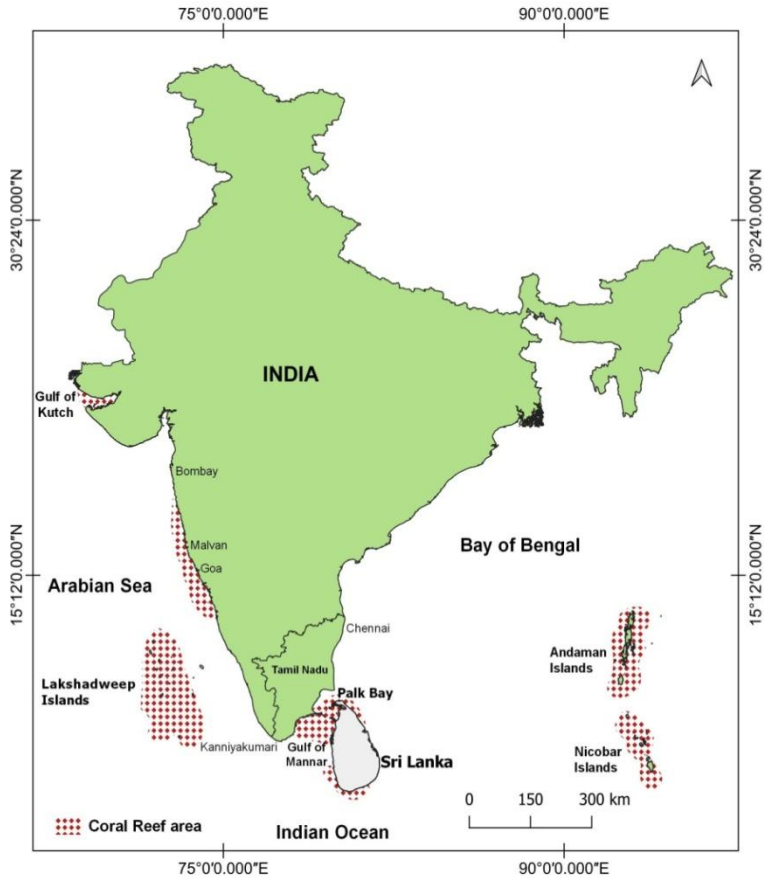 75°0'0.000"E
90°0'0.000"E
30°24'0.000"N
30°24'0.000"N
INDIA
Gulf of
Kutch
Bombay
Malvan
Bay of Bengal
Goa
15°12'0.000"N
15°12'0.000"N
Arabian Sea
Chennai
Andaman
Islands
Tamil Nadu
Lakshadweep
Islands
Palk Bay
Kanniyakumari
Gulf of
Mannar
Nicobar
Islands
Sri Lanka
0 150 300 km
Coral Reef area
Indian Ocean
75°0'0.000"E
90°0'0.000"E